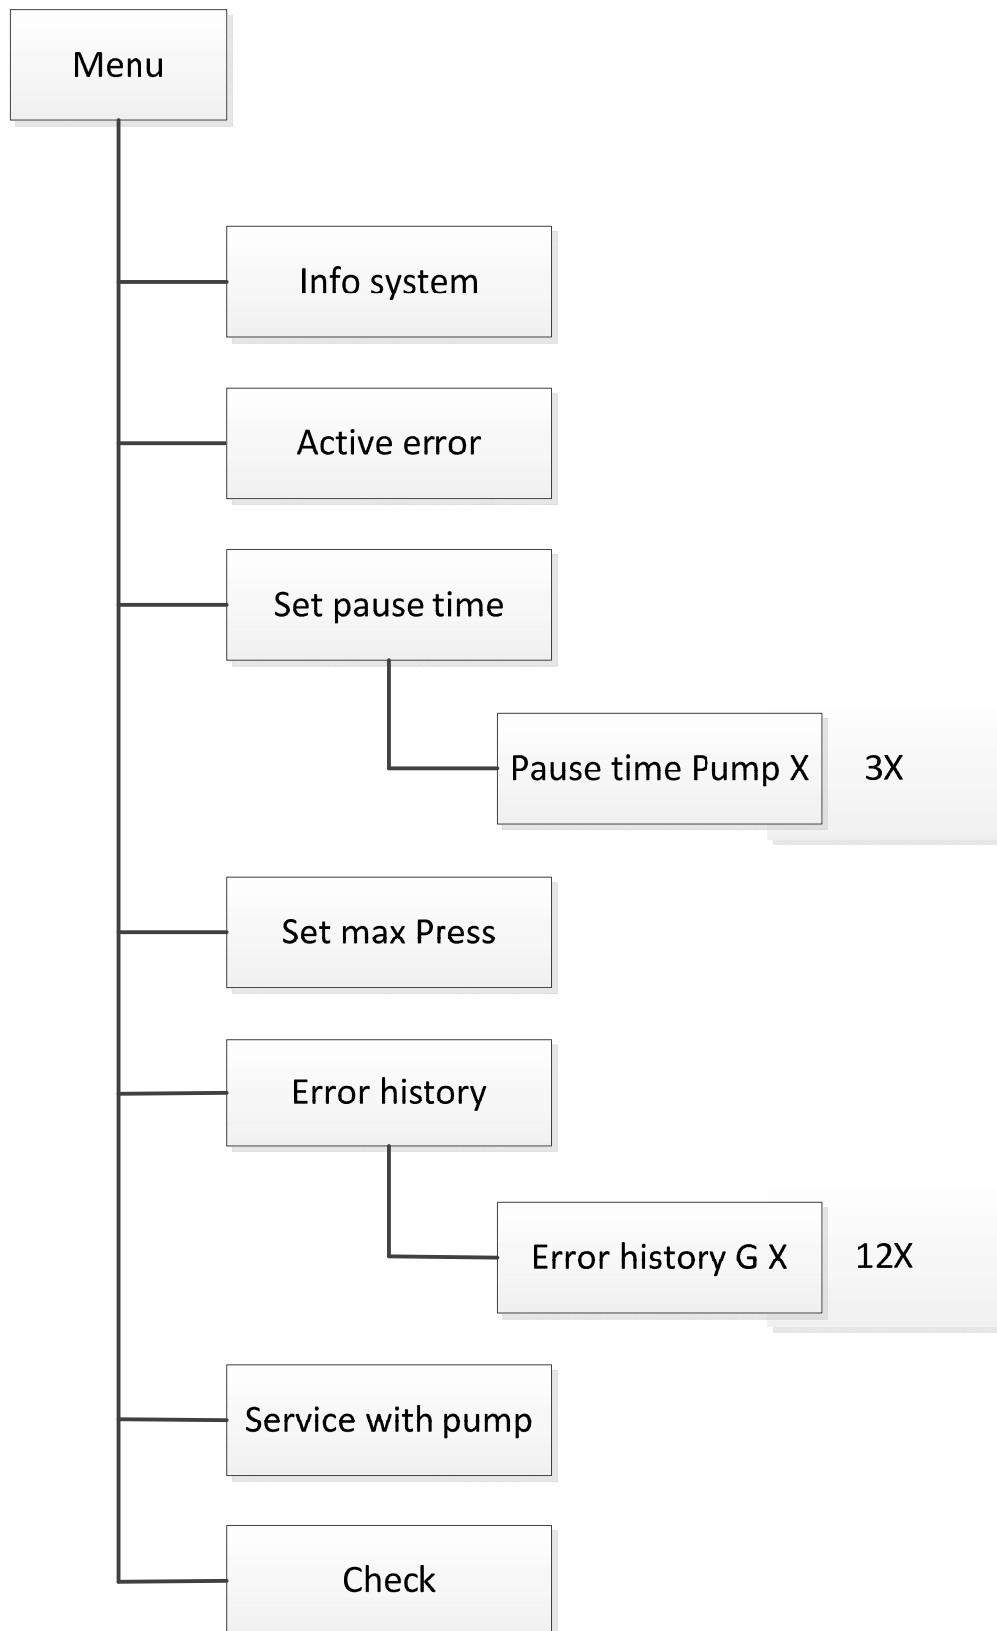 Menu
Info system
Active error
Set pause time
Pause time Pump X 3X
Set max Press
Error history
Error history G X 12X
Service with pump
Check